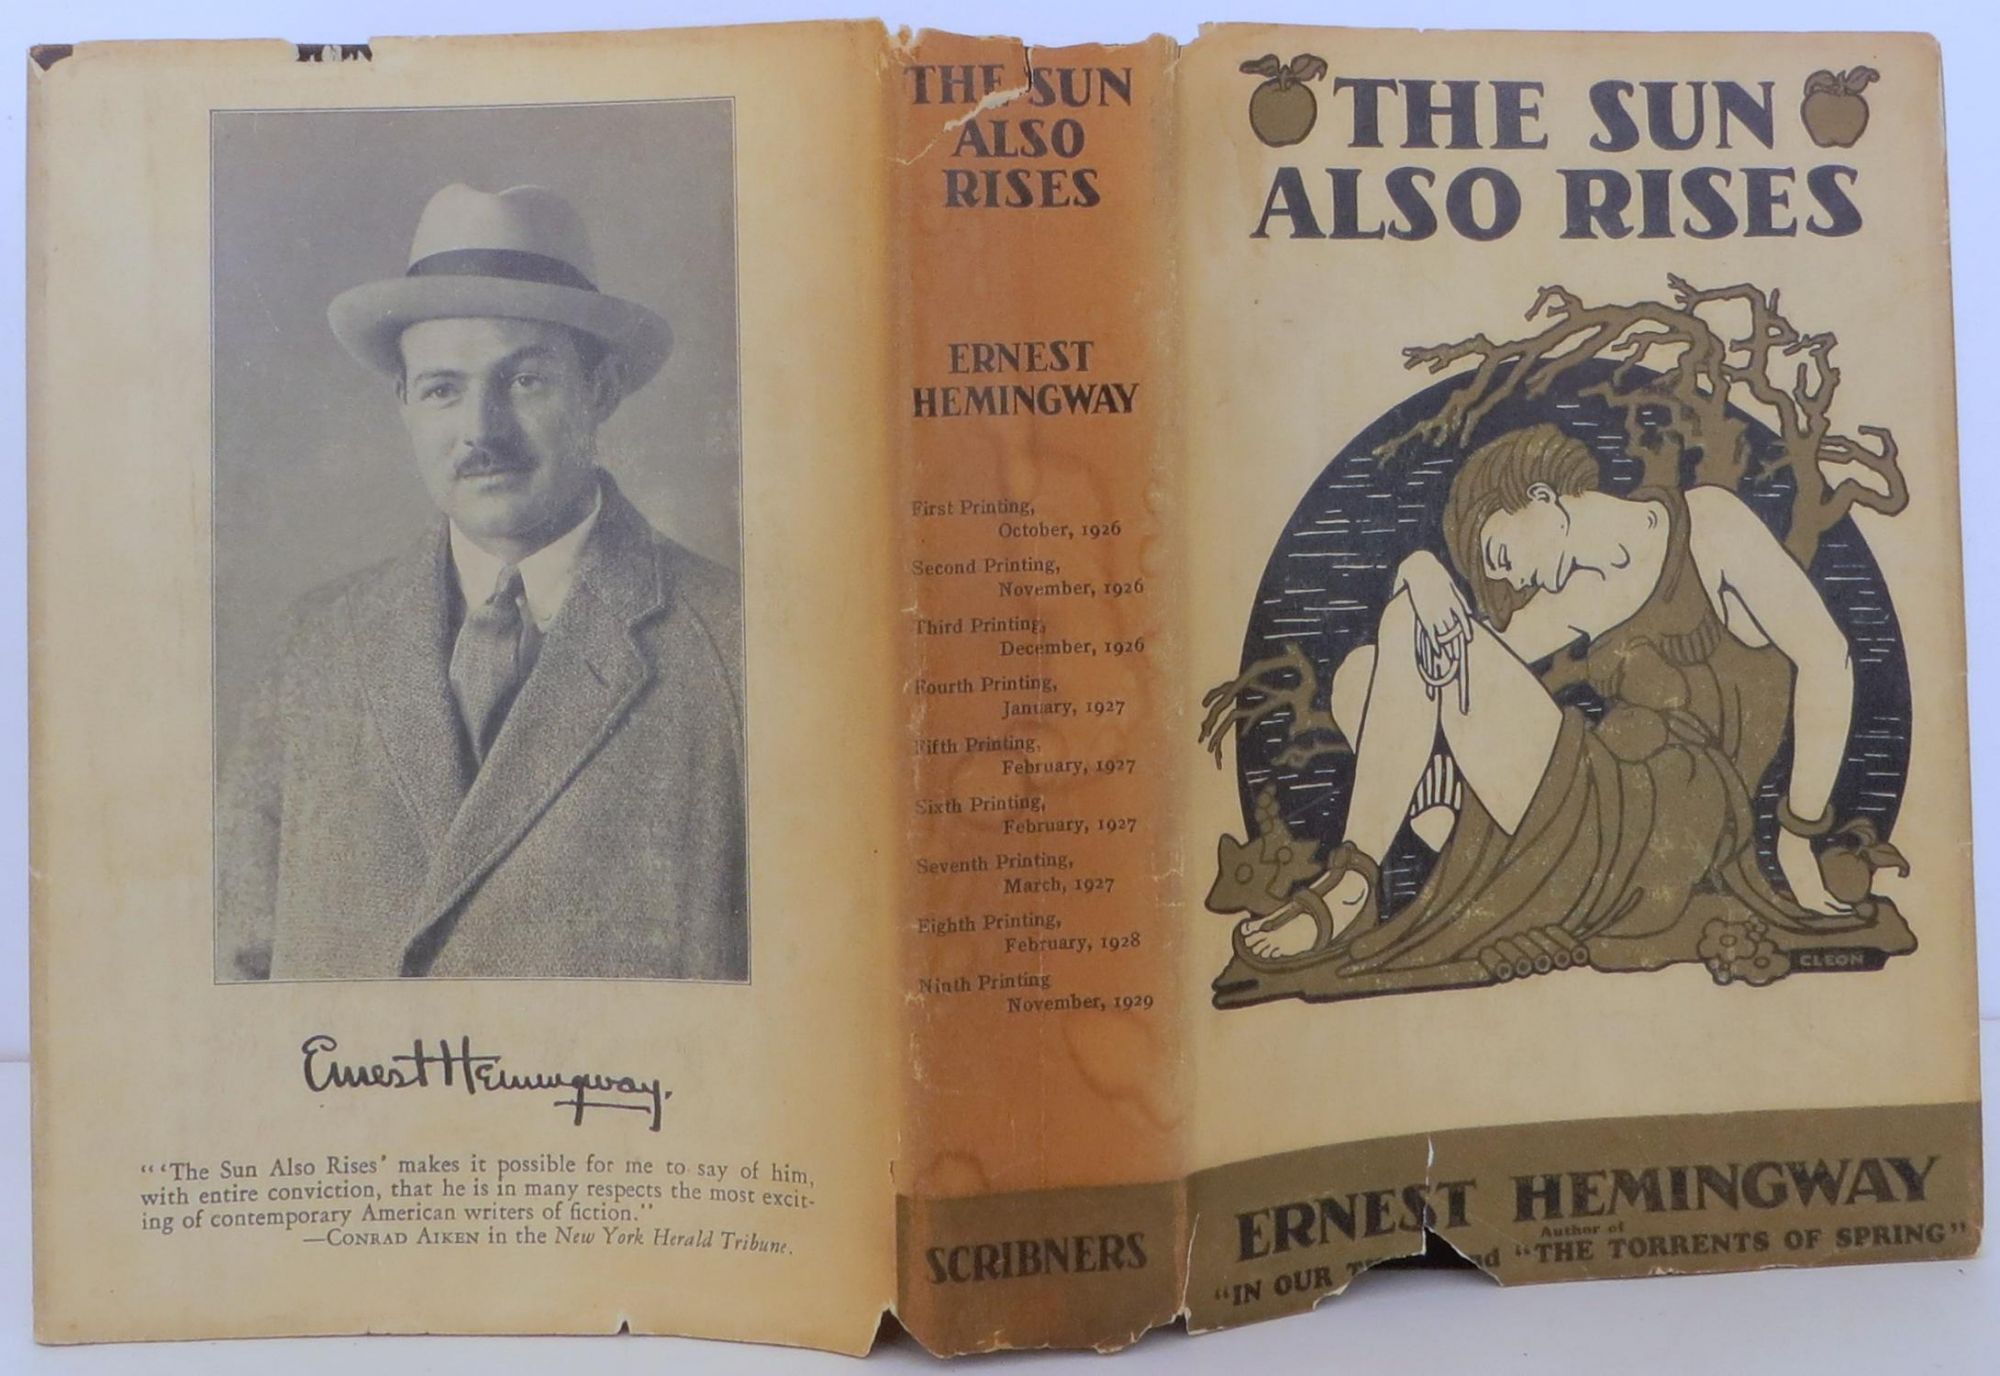 Ernest Hemingway.
"'The Sun Also Rises' makes it possible for me to say of him,
with entire conviction, that he is in many respects the most excit-
ing of contemporary American writers of fiction."
—CONRAD AIKEN in the New York Herald Tribune.
THE SUN
ALSO
RISES
ERNEST
HEMINGWAY
First Printing,
October, 1926
Second Printing,
November, 1926
Third Printing,
December, 1926
Fourth Printing,
January, 1927
Fifth Printing,
February, 1927
Sixth Printing,
February, 1927
Seventh Printing,
March, 1927
Eighth Printing,
February, 1928
Ninth Printing
November, 1929
SCRIBNERS
THE SUN
ALSO RISES
CLEON
ERNEST HEMINGWAY
Author of
"IN OUR "THE TORRENTS OF SPRING"